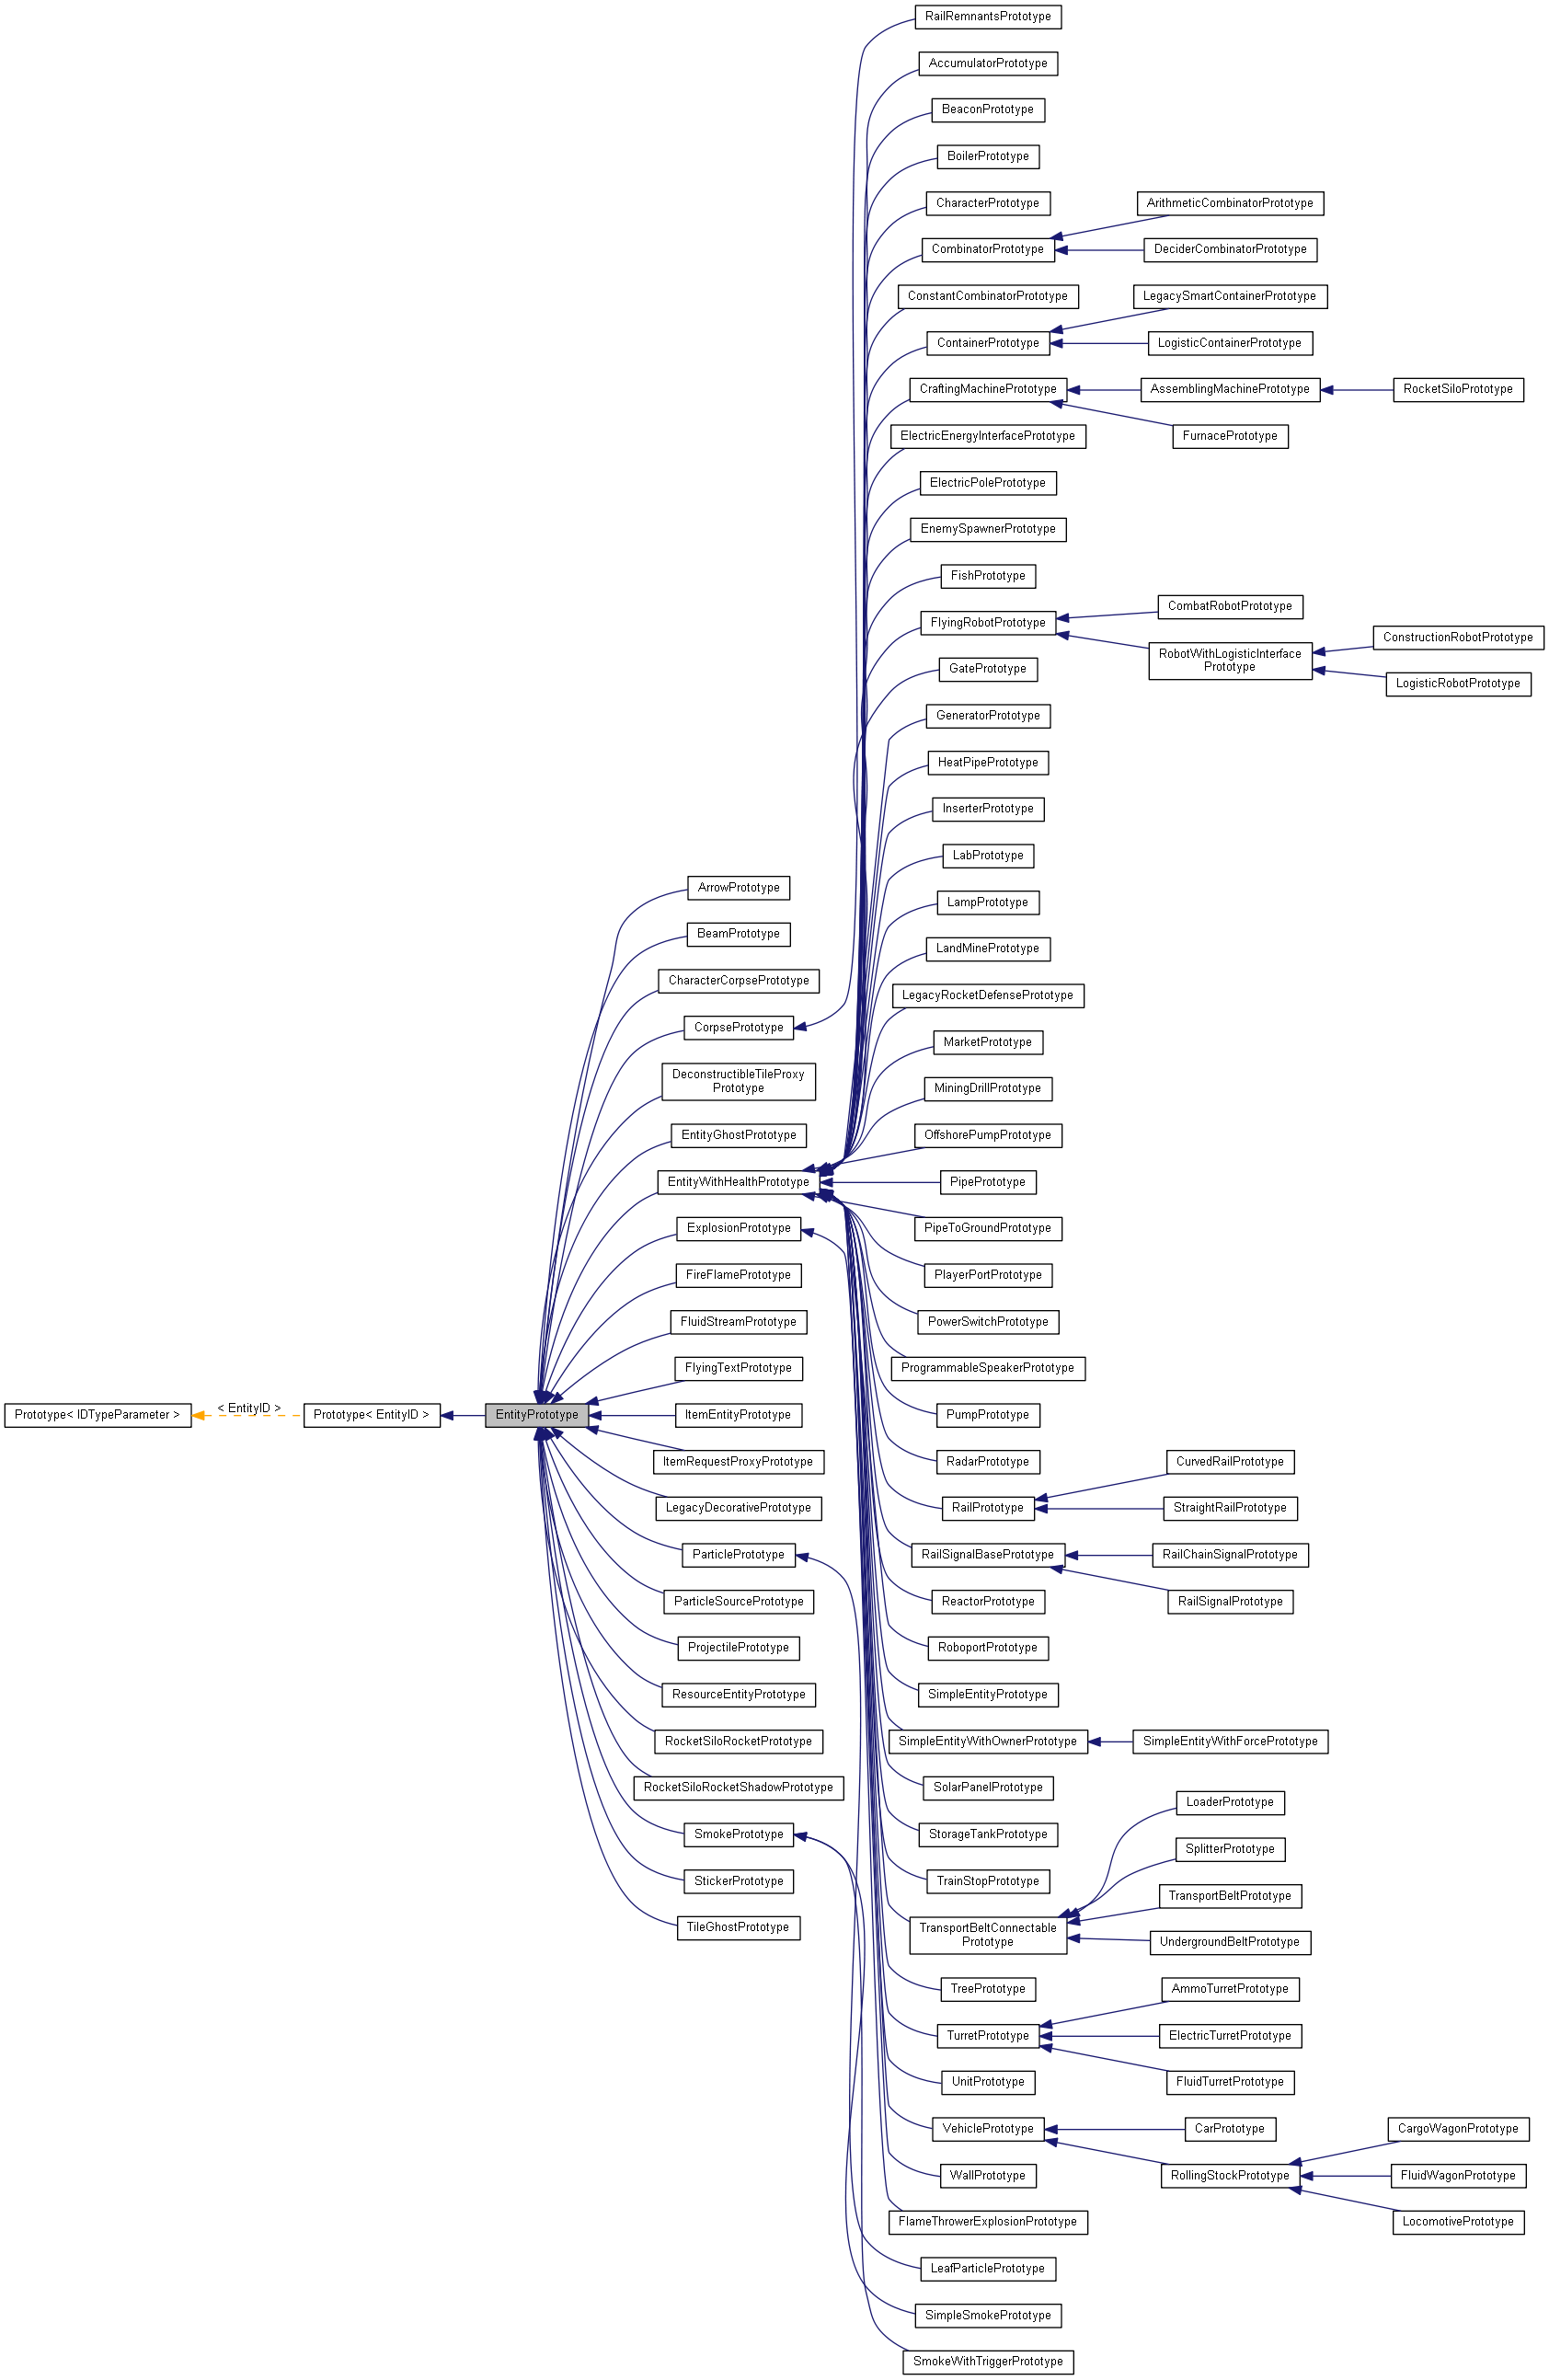 RailRemnantsPrototype
AccumulatorPrototype
BeaconPrototype
BoilerPrototype
CharacterPrototype
CombinatorPrototype
ArithmeticCombinatorPrototype
DeciderCombinatorPrototype
ConstantCombinatorPrototype
ContainerPrototype
LegacySmartContainerPrototype
LogisticContainerPrototype
CraftingMachinePrototype
AssemblingMachinePrototype
RocketSiloPrototype
FurnacePrototype
ElectricEnergyInterfacePrototype
ElectricPolePrototype
EnemySpawnerPrototype
FishPrototype
FlyingRobotPrototype
CombatRobotPrototype
RobotWithLogisticInterface
Prototype
ConstructionRobotPrototype
LogisticRobotPrototype
GatePrototype
GeneratorPrototype
HeatPipePrototype
InserterPrototype
LabPrototype
LampPrototype
LandMinePrototype
LegacyRocketDefensePrototype
MarketPrototype
MiningDrillPrototype
OffshorePumpPrototype
PipePrototype
PipeToGroundPrototype
PlayerPortPrototype
PowerSwitchPrototype
ProgrammableSpeakerPrototype
PumpPrototype
RadarPrototype
RailPrototype
CurvedRailPrototype
StraightRailPrototype
RailSignalBasePrototype
RailChainSignalPrototype
RailSignalPrototype
ReactorPrototype
RoboportPrototype
SimpleEntityPrototype
SimpleEntityWithOwnerPrototype
SimpleEntityWithForcePrototype
SolarPanelPrototype
StorageTankPrototype
TrainStopPrototype
TransportBeltConnectable
Prototype
LoaderPrototype
SplitterPrototype
TransportBeltPrototype
UndergroundBeltPrototype
TreePrototype
TurretPrototype
AmmoTurretPrototype
ElectricTurretPrototype
FluidTurretPrototype
UnitPrototype
VehiclePrototype
CarPrototype
RollingStockPrototype
CargoWagonPrototype
FluidWagonPrototype
LocomotivePrototype
WallPrototype
FlameThrowerExplosionPrototype
LeafParticlePrototype
SimpleSmokePrototype
SmokeWithTriggerPrototype
ArrowPrototype
BeamPrototype
CharacterCorpsePrototype
CorpsePrototype
DeconstructibleTileProxy
Prototype
EntityGhostPrototype
EntityWithHealthPrototype
ExplosionPrototype
FireFlamePrototype
FluidStreamPrototype
FlyingTextPrototype
ItemEntityPrototype
ItemRequestProxyPrototype
LegacyDecorativePrototype
ParticlePrototype
ParticleSourcePrototype
ProjectilePrototype
ResourceEntityPrototype
RocketSiloRocketPrototype
RocketSiloRocketShadowPrototype
SmokePrototype
StickerPrototype
TileGhostPrototype
Prototype< IDTypeParameter >
< EntityID >
Prototype< EntityID >
EntityPrototype